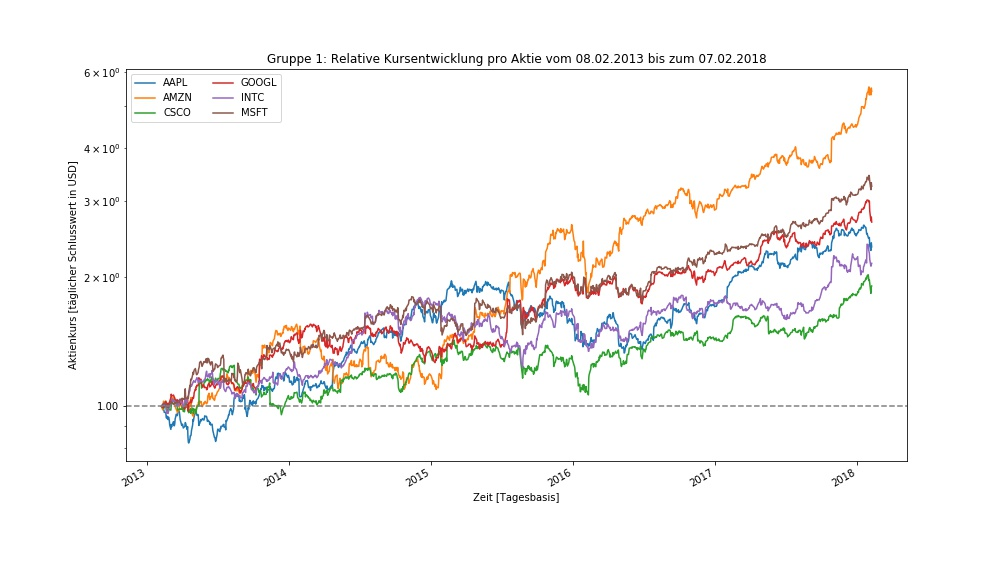 Gruppe 1: Relative Kursentwicklung pro Aktie vom 08.02.2013 bis zum 07.02.2018
AAPL
AMZN
CSCO
GOOGL
INTC
MSFT
Aktienkurs [täglicher Schlusswert in USD]
6 × 10⁰
4 × 10⁰
3 × 10⁰
2 × 10⁰
1.00
2013
2014
2015
2016
2017
2018
Zeit [Tagesbasis]